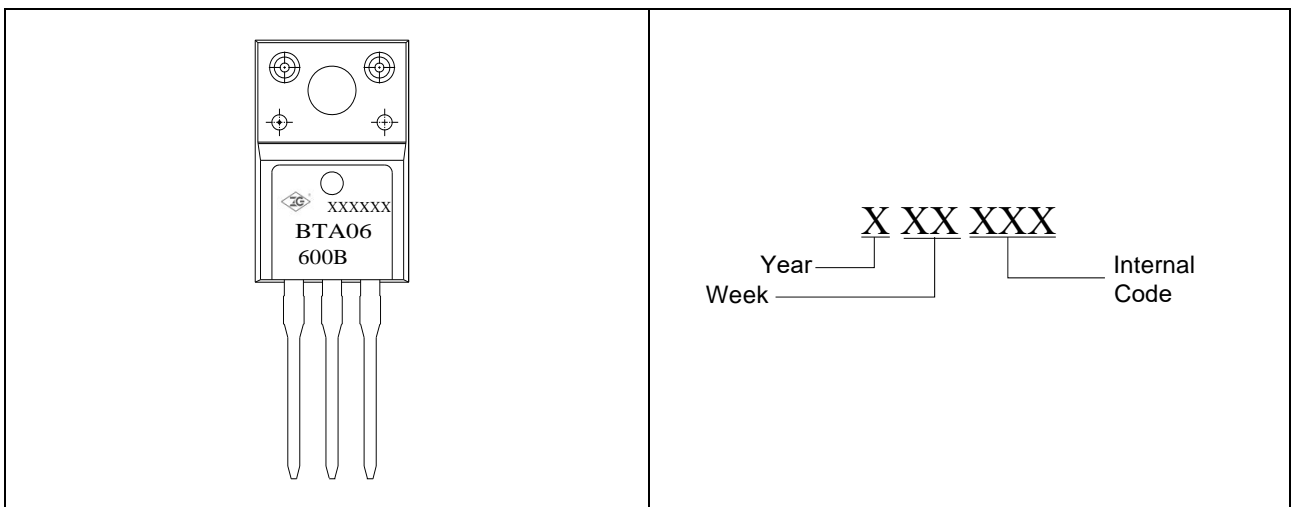 XXXXXX
BTA06
600B
X XX XXX
Year
Internal
Week
Code